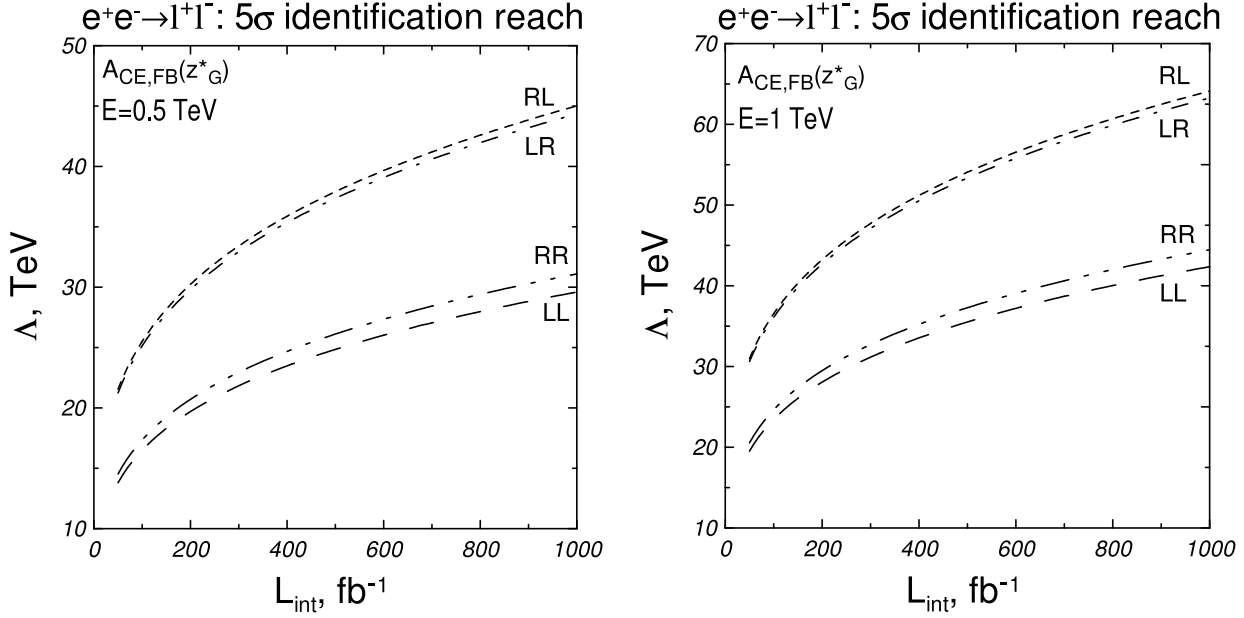 e⁺e⁻→l⁺l⁻: 5σ identification reach
50
40
30
20
10
Λ, TeV
A_CE,FB(z*_G)
E=0.5 TeV
RL
LR
RR
LL
0 200 400 600 800 1000
L_int, fb⁻¹
e⁺e⁻→l⁺l⁻: 5σ identification reach
70
60
50
40
30
20
10
Λ, TeV
A_CE,FB(z*_G)
E=1 TeV
RL
LR
RR
LL
0 200 400 600 800 1000
L_int, fb⁻¹